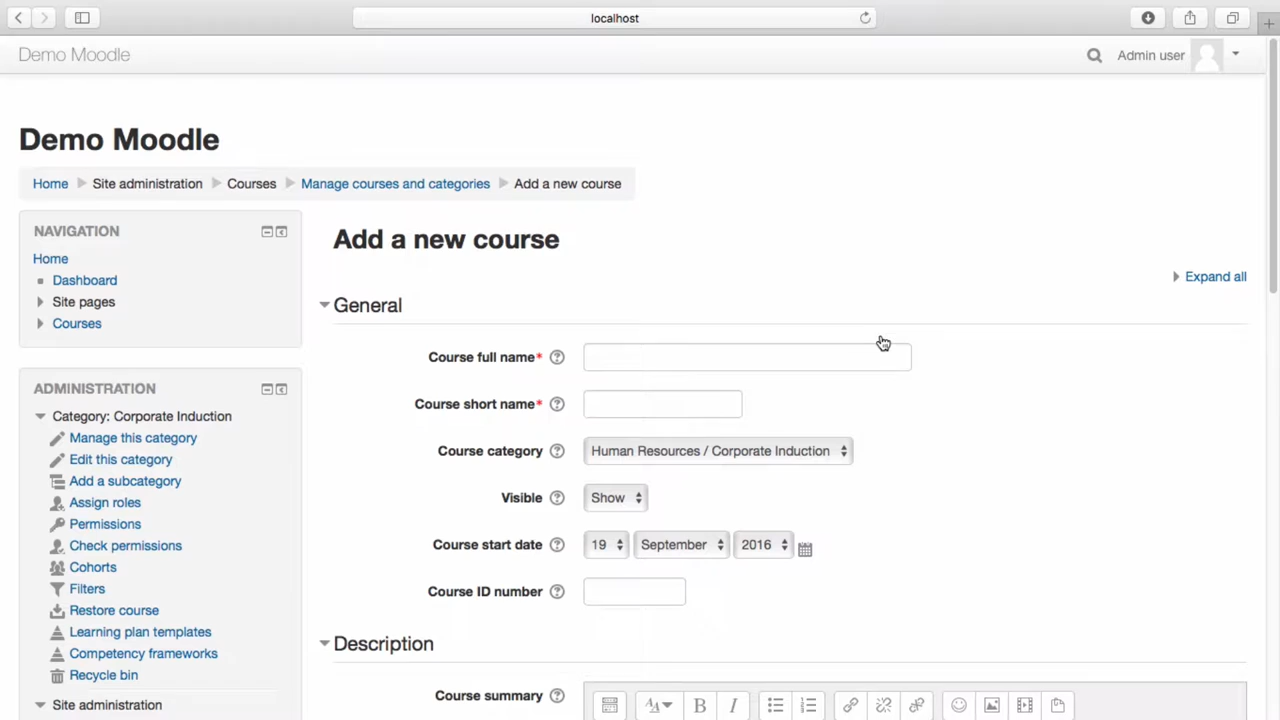 localhost
Demo Moodle
Admin user
Demo Moodle
Home Site administration Courses Manage courses and categories Add a new course
NAVIGATION
Home
Dashboard
Site pages
Courses
ADMINISTRATION
Category: Corporate Induction
Manage this category
Edit this category
Add a subcategory
Assign roles
Permissions
Check permissions
Cohorts
Filters
Restore course
Learning plan templates
Competency frameworks
Recycle bin
Site administration
Add a new course
Expand all
General
Course full name*
Course short name*
Course category Human Resources / Corporate Induction
Visible Show
Course start date 19 September 2016
Course ID number
Description
Course summary